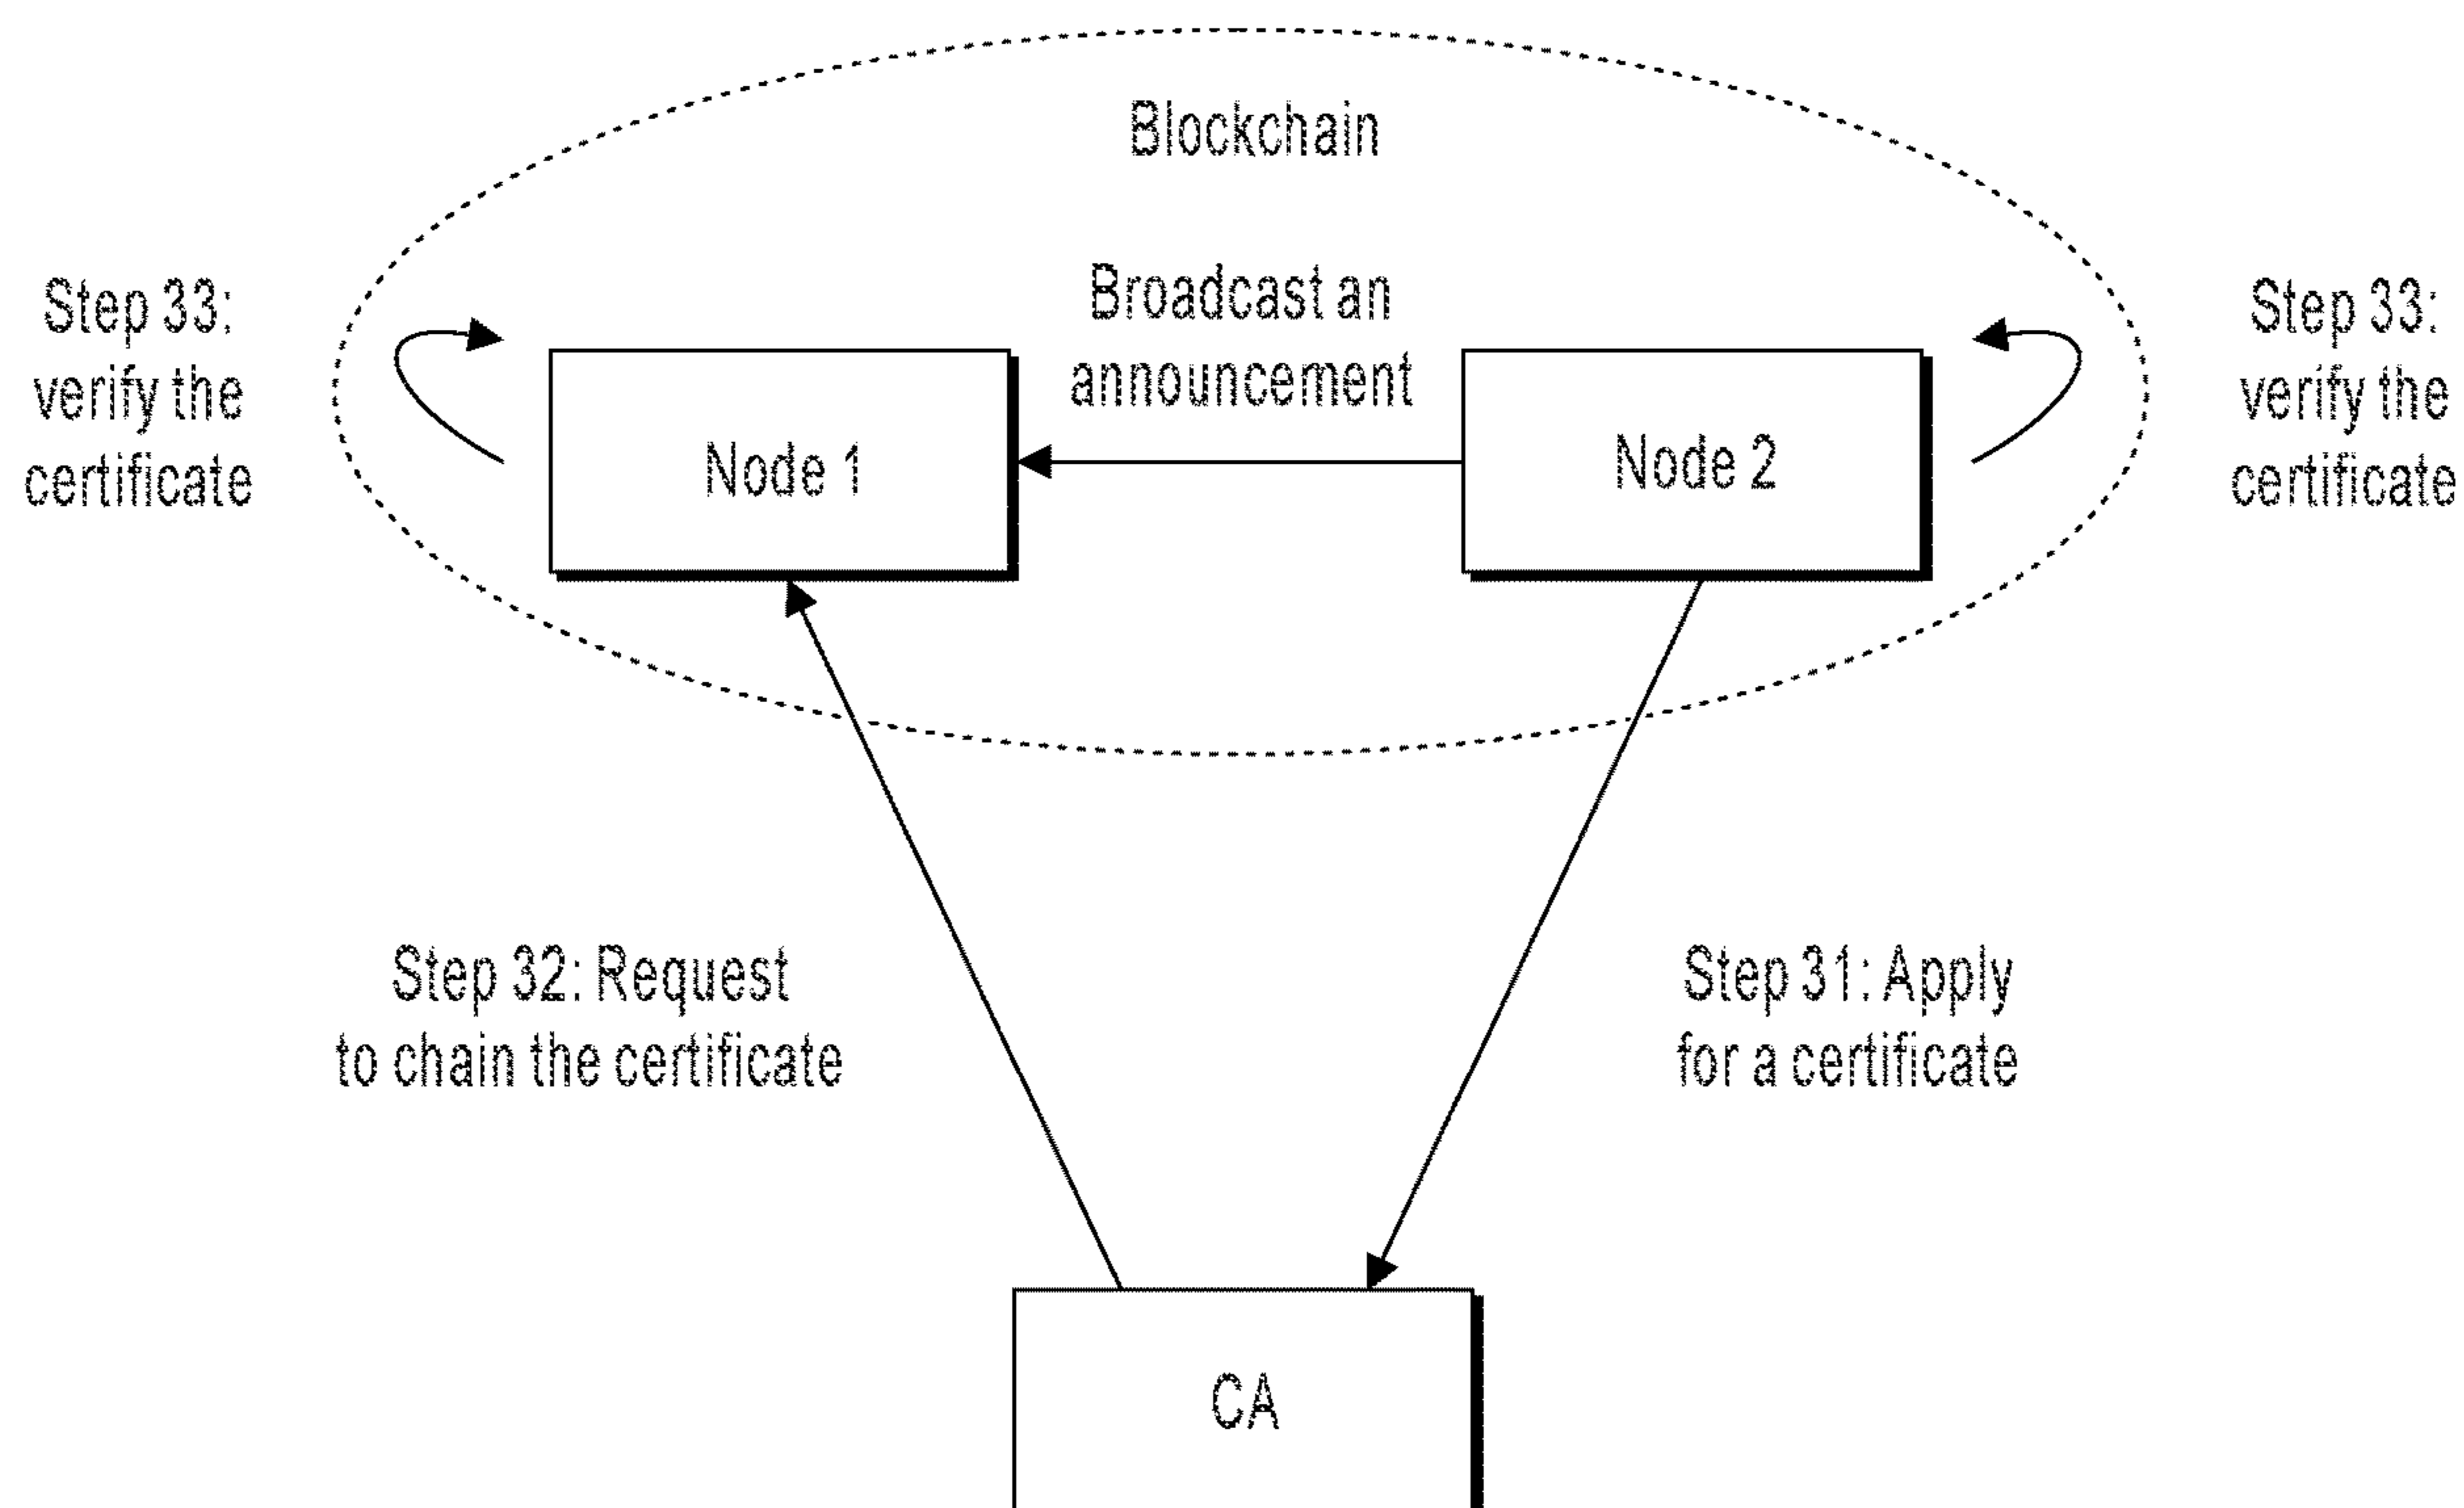 Blockchain
Broadcast an
announcement
Step 33:
verify the
certificate
Node 1
Node 2
Step 33:
verify the
certificate
Step 32: Request
to chain the certificate
Step 31: Apply
for a certificate
CA